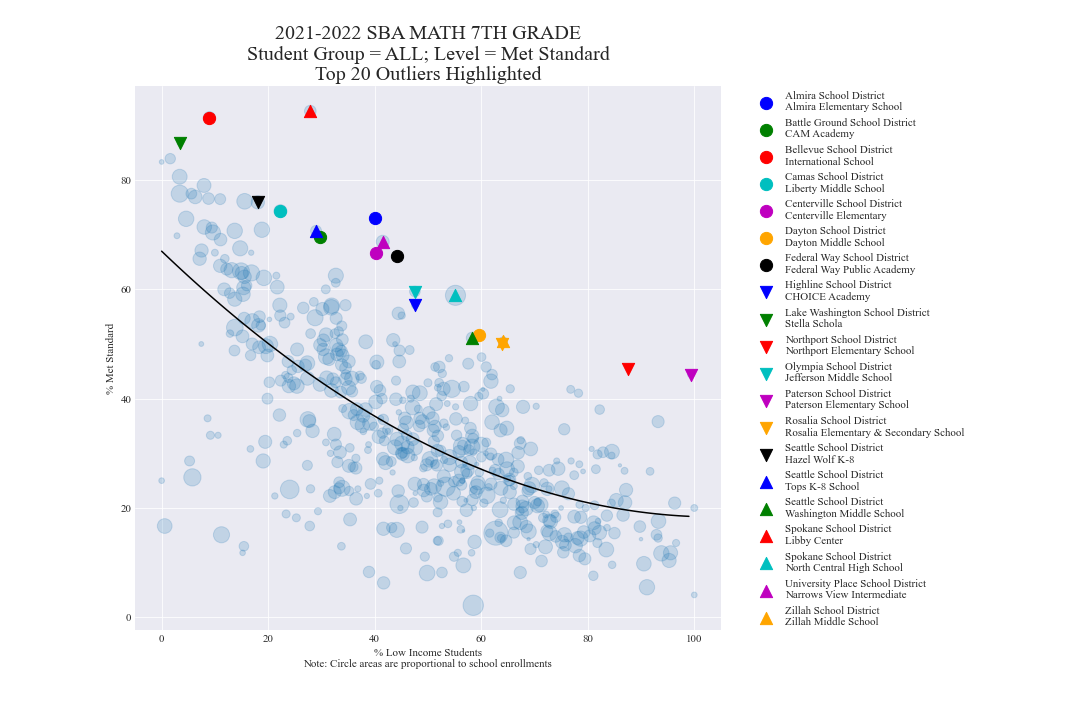 2021-2022 SBA MATH 7TH GRADE
Student Group = ALL; Level = Met Standard
Top 20 Outliers Highlighted
% Met Standard
80
60
40
20
0
0 20 40 60 80 100
% Low Income Students
Note: Circle areas are proportional to school enrollments
Almira School District
Almira Elementary School
Battle Ground School District
CAM Academy
Bellevue School District
International School
Camas School District
Liberty Middle School
Centerville School District
Centerville Elementary
Dayton School District
Dayton Middle School
Federal Way School District
Federal Way Public Academy
Highline School District
CHOICE Academy
Lake Washington School District
Stella Schola
Northport School District
Northport Elementary School
Olympia School District
Jefferson Middle School
Paterson School District
Paterson Elementary School
Rosalia School District
Rosalia Elementary & Secondary School
Seattle School District
Hazel Wolf K-8
Seattle School District
Tops K-8 School
Seattle School District
Washington Middle School
Spokane School District
Libby Center
Spokane School District
North Central High School
University Place School District
Narrows View Intermediate
Zillah School District
Zillah Middle School